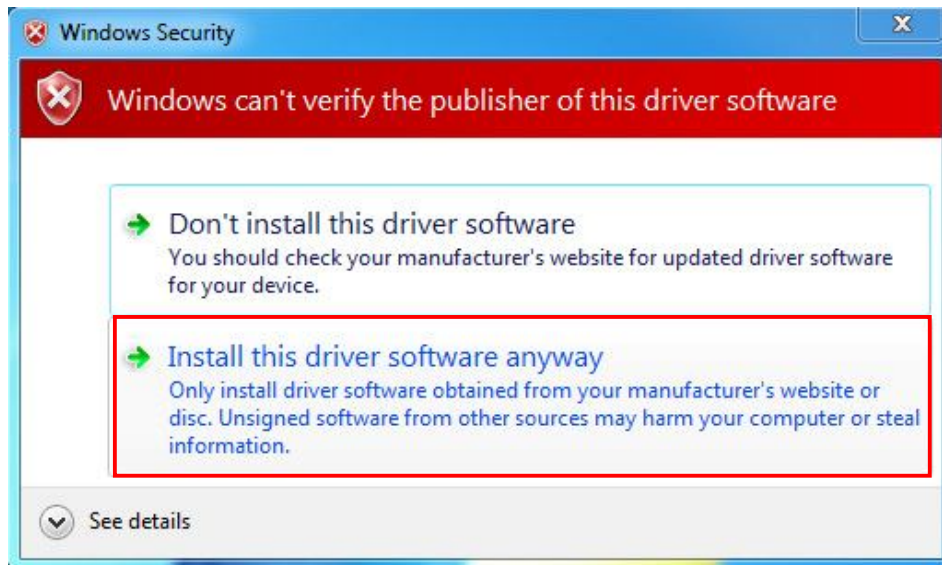 Windows Security
Windows can't verify the publisher of this driver software
Don't install this driver software
You should check your manufacturer's website for updated driver software
for your device.
Install this driver software anyway
Only install driver software obtained from your manufacturer's website or
disc. Unsigned software from other sources may harm your computer or steal
information.
See details